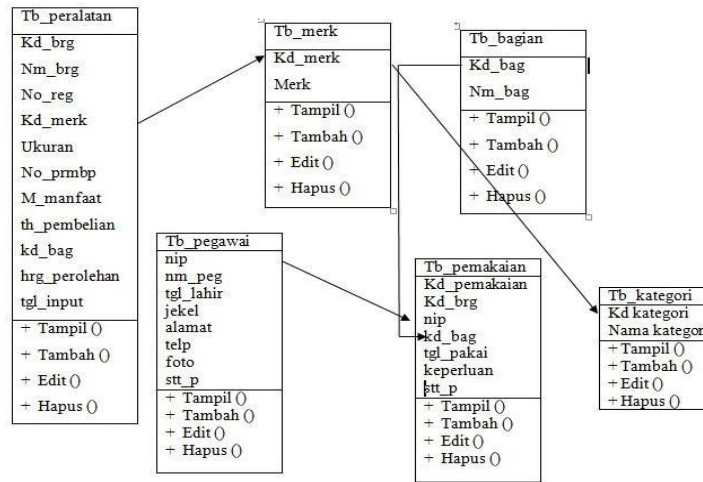 Tb_peralatan
Kd_brg
Nm_brg
No_reg
Kd_merk
Ukuran
No_prmbp
M_manfaat
th_pembelian
kd_bag
hrg_perolehan
tgl_input
+ Tampil ()
+ Tambah ()
+ Edit ()
+ Hapus ()
Tb_merk
Kd_merk
Merk
+ Tampil ()
+ Tambah ()
+ Edit ()
+ Hapus ()
Tb_bagian
Kd_bag
Nm_bag
+ Tampil ()
+ Tambah ()
+ Edit ()
+ Hapus ()
Tb_pegawai
nip
nm_peg
tgl_lahir
jekel
alamat
telp
foto
stt_p
+ Tampil ()
+ Tambah ()
+ Edit ()
+ Hapus ()
Tb_pemakaian
Kd_pemakaian
Kd_brg
nip
kd_bag
tgl_pakai
keperluan
stt_p
+ Tampil ()
+ Tambah ()
+ Edit ()
+ Hapus ()
Tb_kategori
Kd kategori
Nama kategor
+ Tampil ()
+ Tambah ()
+ Edit ()
+ Hapus ()